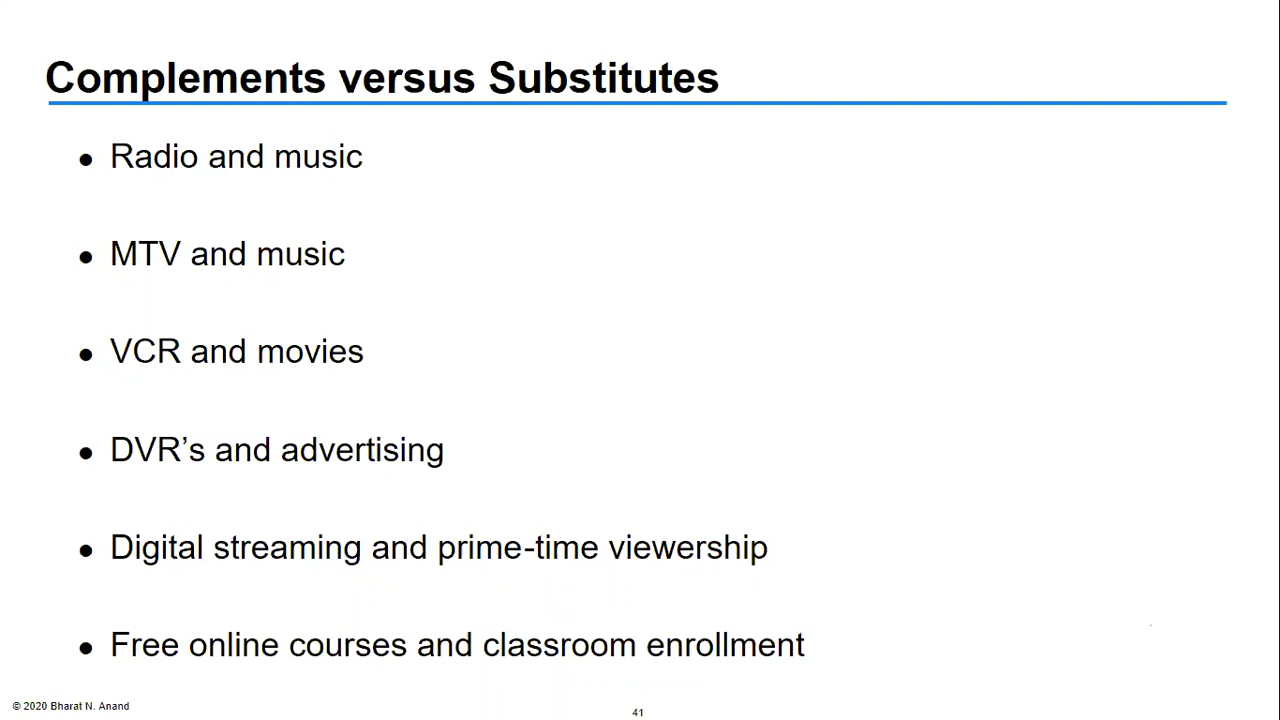 Complements versus Substitutes
● Radio and music
● MTV and music
● VCR and movies
● DVR’s and advertising
● Digital streaming and prime-time viewership
● Free online courses and classroom enrollment
© 2020 Bharat N. Anand
41